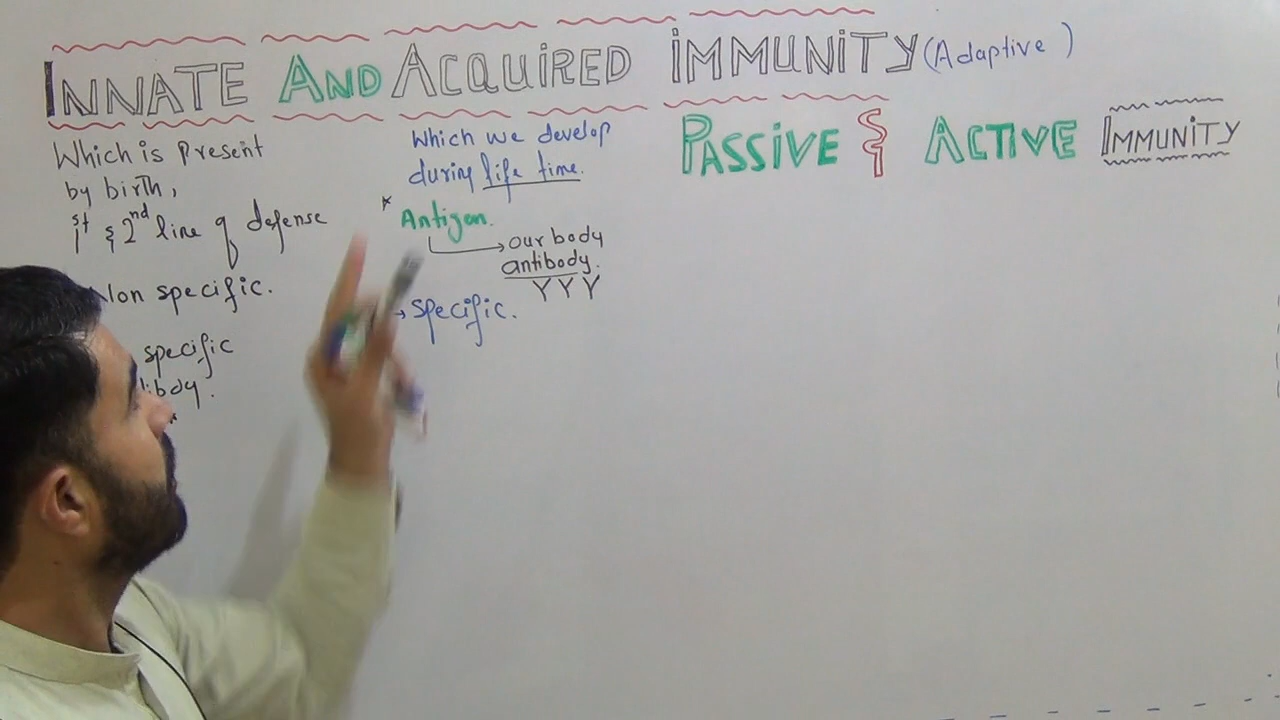 INNATE AND ACQUIRED IMMUNITY (Adaptive)
PASSIVE & ACTIVE IMMUNITY
Which is Present
by birth,
1st & 2nd line of defense
Non specific.
specific
Which we develop
during life time.
* Antigen.
→ our body
antibody.
YYY
→ specific.